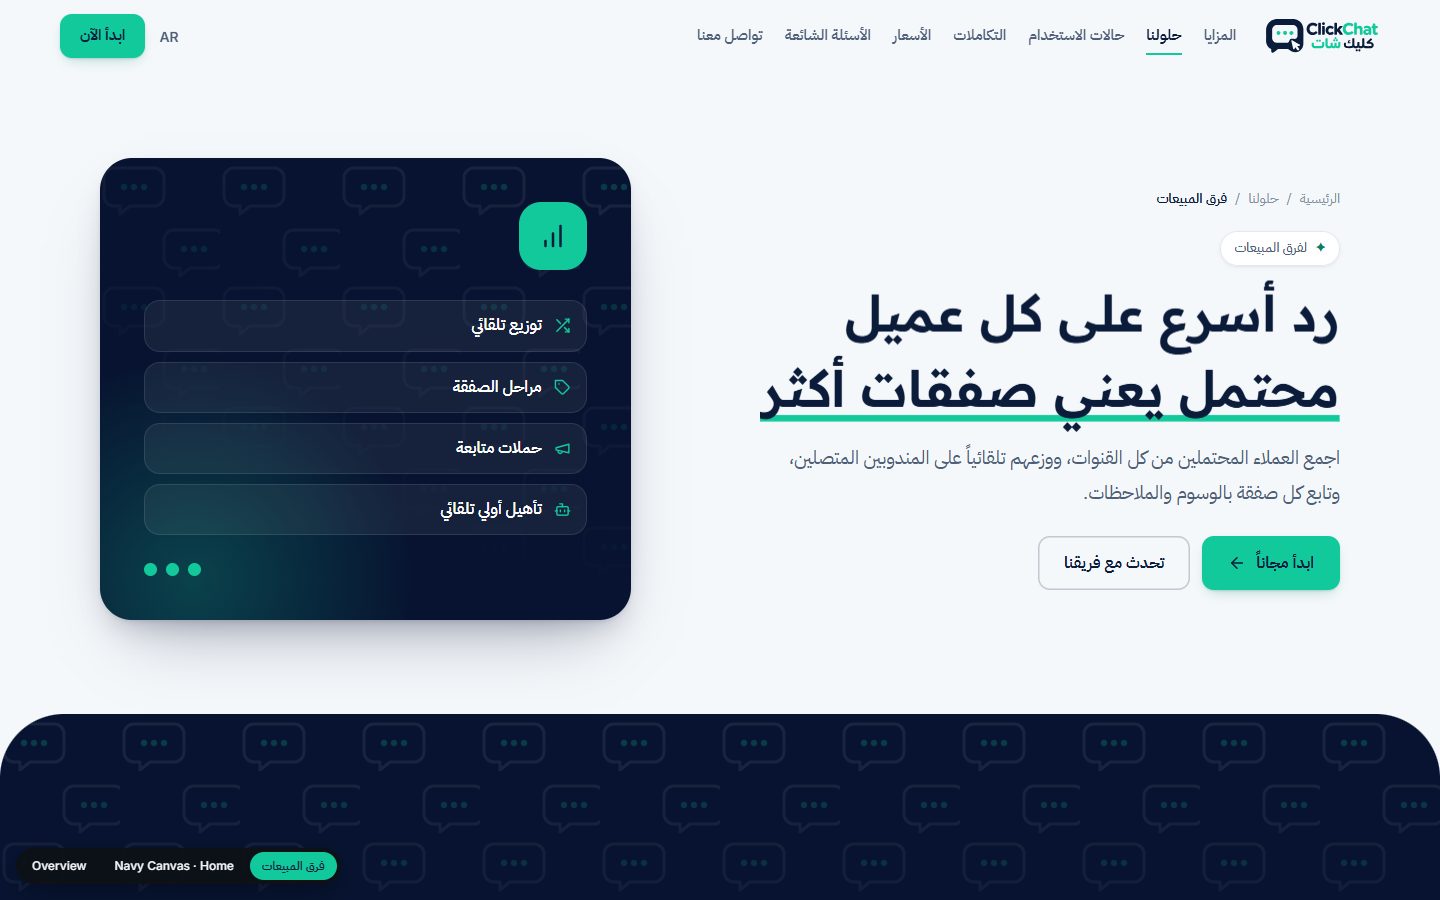 ClickChat
كليك شات
المزايا
حلولنا
حالات الاستخدام
التكاملات
الأسعار
الأسئلة الشائعة
تواصل معنا
AR
ابدأ الآن
الرئيسية / حلولنا / فرق المبيعات
لفرق المبيعات
رد أسرع على كل عميل
محتمل يعني صفقات أكثر
اجمع العملاء المحتملين من كل القنوات، ووزعهم تلقائياً على المندوبين المتصلين،
وتابع كل صفقة بالوسوم والملاحظات.
ابدأ مجاناً
تحدث مع فريقنا
توزيع تلقائي
مراحل الصفقة
حملات متابعة
تأهيل أولي تلقائي
Overview
Navy Canvas · Home
فرق المبيعات